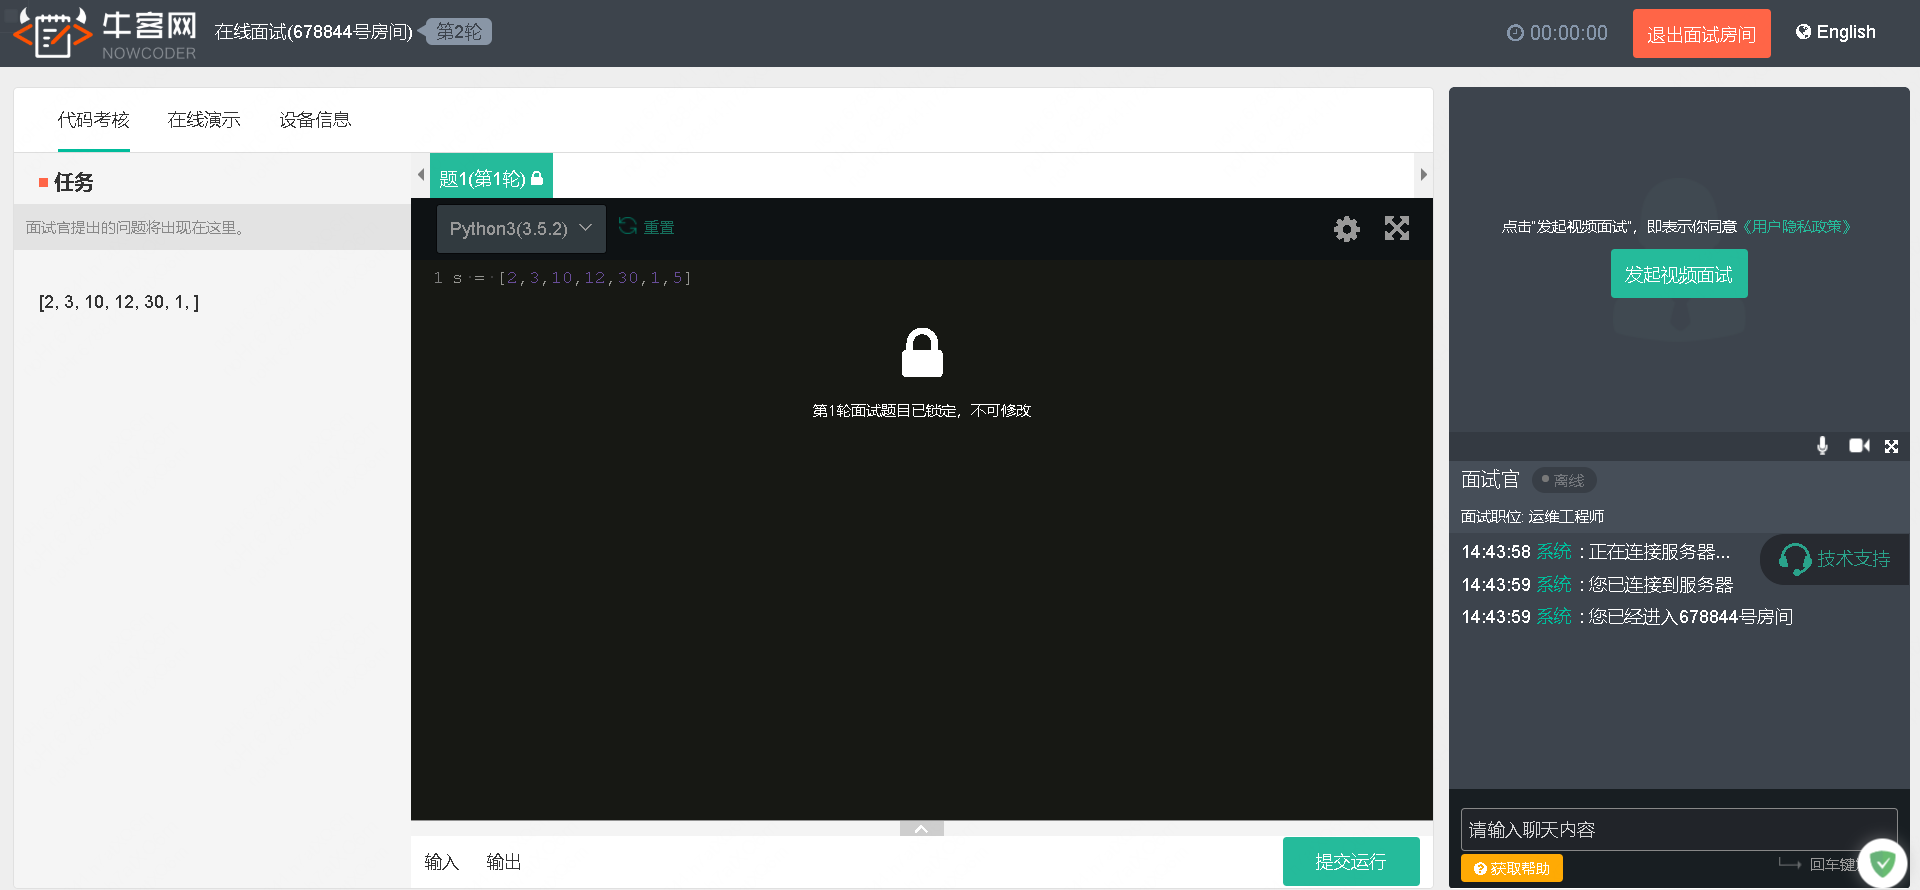 牛客网
NOWCODER
在线面试(678844号房间)
第2轮
00:00:00
退出面试房间
English
代码考核
在线演示
设备信息
任务
面试官提出的问题将出现在这里。
[2, 3, 10, 12, 30, 1, ]
题1(第1轮)
Python3(3.5.2)
重置
1 s = [2,3,10,12,30,1,5]
第1轮面试题目已锁定，不可修改
输入
输出
提交运行
点击"发起视频面试"，即表示你同意《用户隐私政策》
发起视频面试
面试官
离线
面试职位: 运维工程师
14:43:58 系统 : 正在连接服务器...
技术支持
14:43:59 系统 : 您已连接到服务器
14:43:59 系统 : 您已经进入678844号房间
请输入聊天内容
获取帮助
回车键